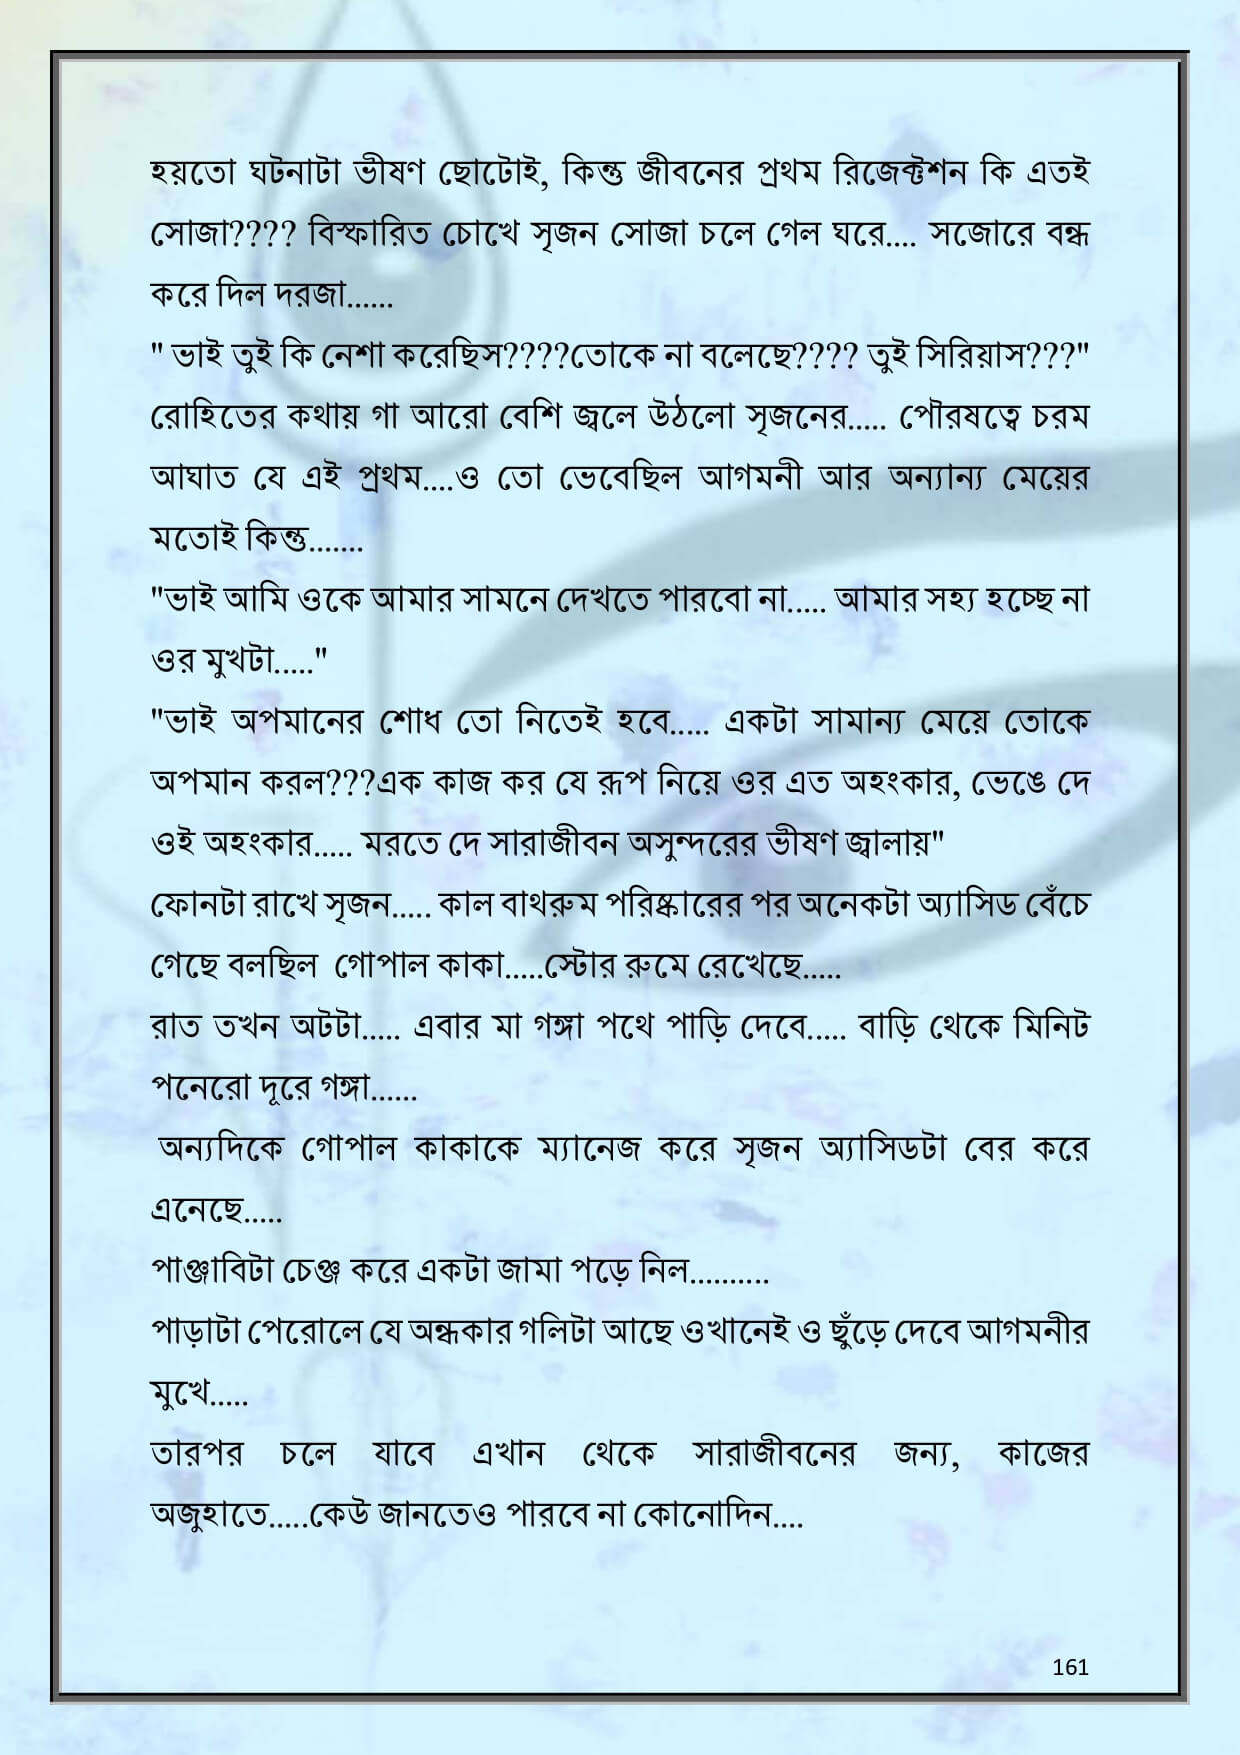 হয়তো ঘটনাটা ভীষণ ছোটোই, কিন্তু জীবনের প্রথম রিজেক্টশন কি এতই
সোজা???? বিস্ফারিত চোখে সৃজন সোজা চলে গেল ঘরে.... সজোরে বন্ধ
করে দিল দরজা......
" ভাই তুই কি নেশা করেছিস????তোকে না বলেছে???? তুই সিরিয়াস???"
রোহিতের কথায় গা আরো বেশি জ্বলে উঠলো সৃজনের..... পৌরষত্বে চরম
আঘাত যে এই প্রথম....ও তো ভেবেছিল আগমনী আর অন্যান্য মেয়ের
মতোই কিন্তু.......
"ভাই আমি ওকে আমার সামনে দেখতে পারবো না..... আমার সহ্য হচ্ছে না
ওর মুখটা....."
"ভাই অপমানের শোধ তো নিতেই হবে..... একটা সামান্য মেয়ে তোকে
অপমান করল???এক কাজ কর যে রূপ নিয়ে ওর এত অহংকার, ভেঙে দে
ওই অহংকার..... মরতে দে সারাজীবন অসুন্দরের ভীষণ জ্বালায়"
ফোনটা রাখে সৃজন..... কাল বাথরুম পরিষ্কারের পর অনেকটা অ্যাসিড বেঁচে
গেছে বলছিল  গোপাল কাকা.....স্টোর রুমে রেখেছে.....
রাত তখন অটটা..... এবার মা গঙ্গা পথে পাড়ি দেবে..... বাড়ি থেকে মিনিট
পনেরো দূরে গঙ্গা......
অন্যদিকে গোপাল কাকাকে ম্যানেজ করে সৃজন অ্যাসিডটা বের করে
এনেছে.....
পাঞ্জাবিটা চেঞ্জ করে একটা জামা পড়ে নিল..........
পাড়াটা পেরোলে যে অন্ধকার গলিটা আছে ওখানেই ও ছুঁড়ে দেবে আগমনীর
মুখে.....
তারপর চলে যাবে এখান থেকে সারাজীবনের জন্য, কাজের
অজুহাতে.....কেউ জানতেও পারবে না কোনোদিন....
161